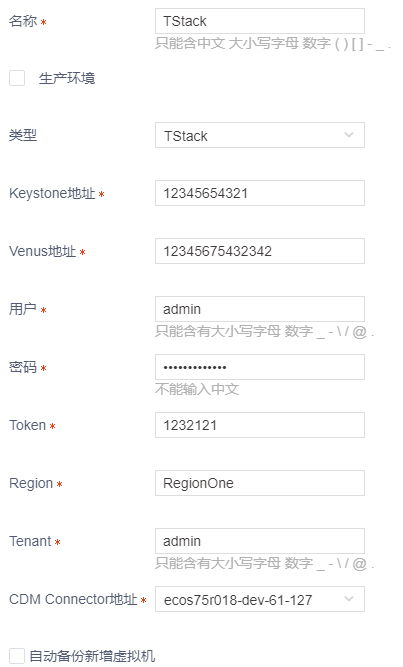 名称 * TStack
只能含中文 大小写字母 数字 ( ) [ ] - _ .
生产环境
类型 TStack
Keystone地址 * 12345654321
Venus地址 * 12345675432342
用户 * admin
只能含有大小写字母 数字 _ - \ / @ .
密码 * •••••••••••••
不能输入中文
Token * 1232121
Region * RegionOne
Tenant * admin
只能含有大小写字母 数字 _ - \ / @ .
CDM Connector地址 * ecos75r018-dev-61-127
自动备份新增虚拟机